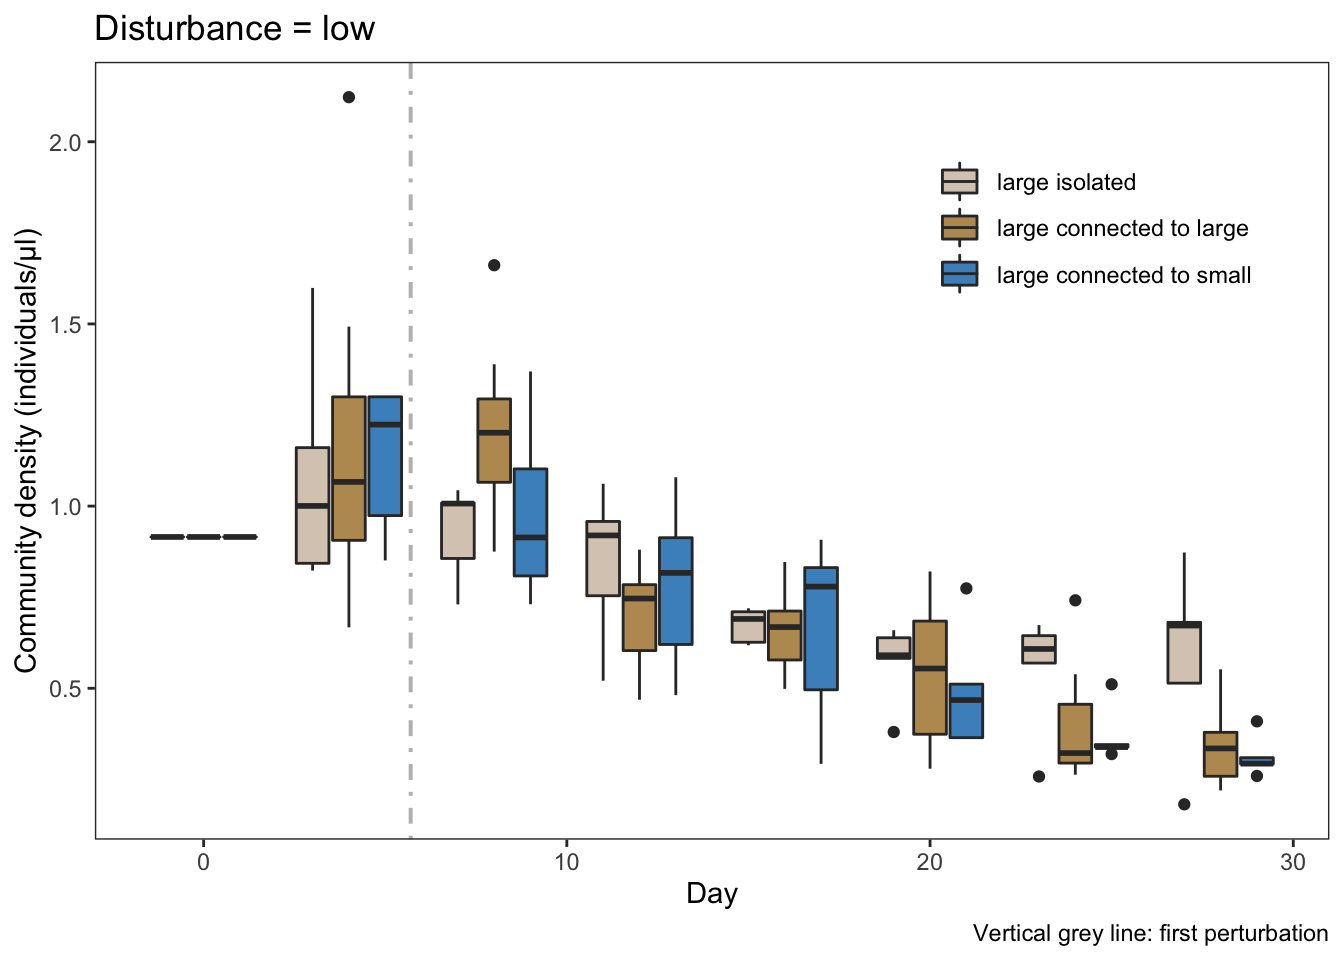 Disturbance = low
Community density (individuals/µl)
2.0
1.5
1.0
0.5
large isolated
large connected to large
large connected to small
0
10
20
30
Day
Vertical grey line: first perturbation